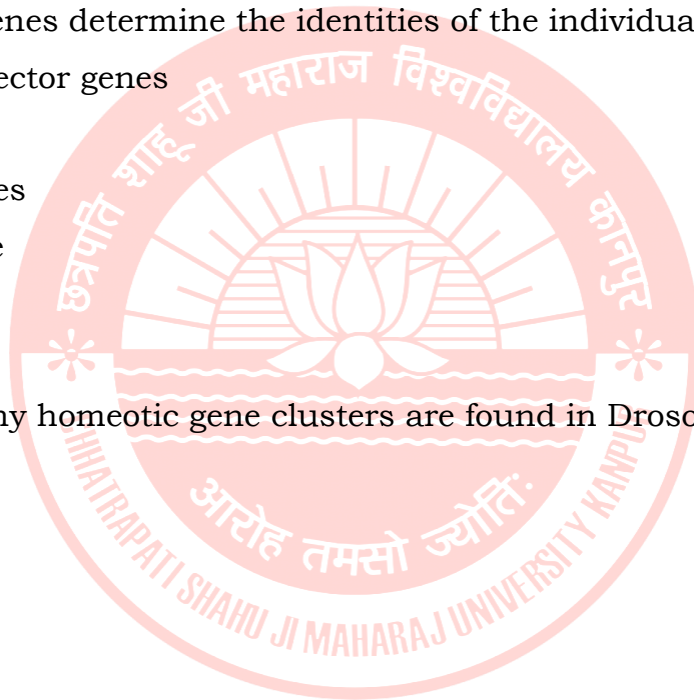 enes determine the identities of the individua
ector genes
es
e
ny homeotic gene clusters are found in Droso
छत्रपति शाहू जी महाराज विश्वविद्यालय कानपुर
आरोह तमसो ज्योतिः
CHHATRAPATI SHAHU JI MAHARAJ UNIVERSITY KANPUR